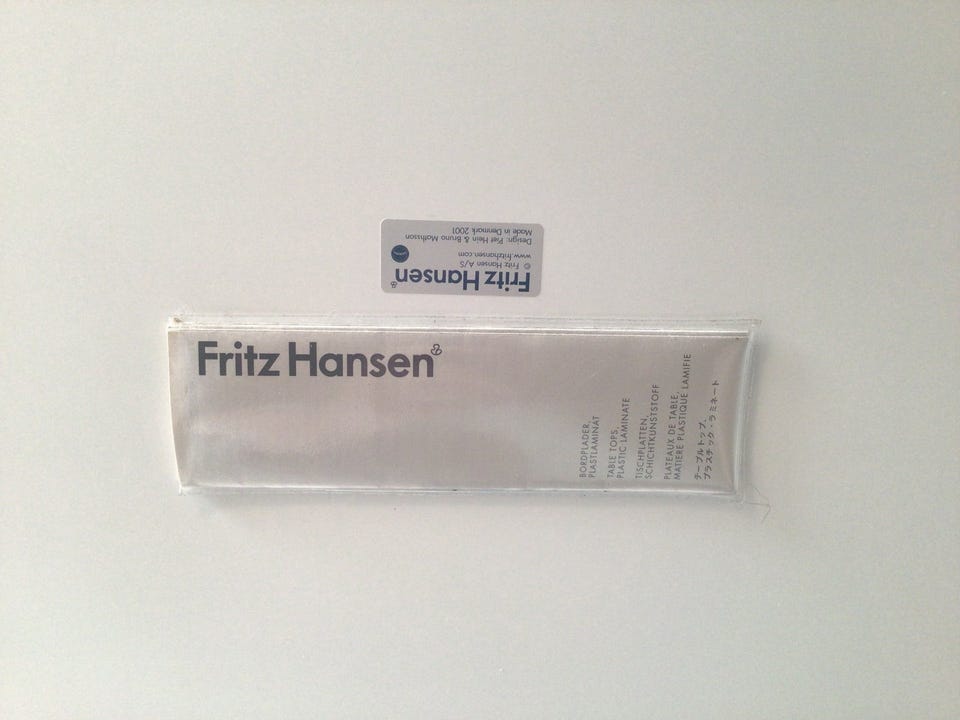 Fritz Hansen
© Fritz Hansen A/S
www.fritzhansen.com
Design: Piet Hein & Bruno Mathsson
Made in Denmark 2001
Fritz Hansen
BORDPLADER,
PLASTLAMINAT
TABLE TOPS,
PLASTIC LAMINATE
TISCHPLATTEN,
SCHICHTKUNSTSTOFF
PLATEAUX DE TABLE,
MATIERE PLASTIQUE LAMIFIE
テーブルトップ、
プラスチック・ラミネート